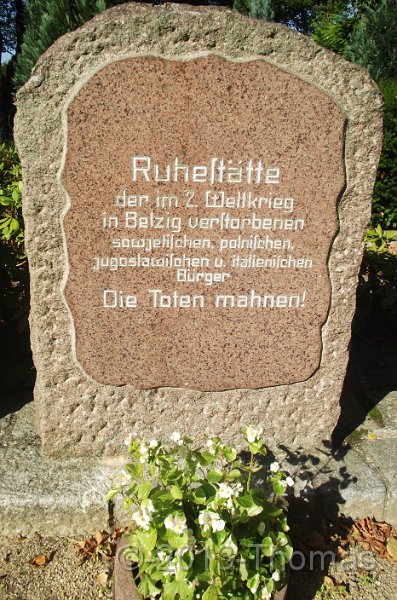 Ruheſtätte
der im 2. Weltkrieg
in Belzig verſtorbenen
sowjetiſchen, polniſchen,
jugoslawiſchen u. italieniſchen
Bürger
Die Toten mahnen!
© 2013 Thomas